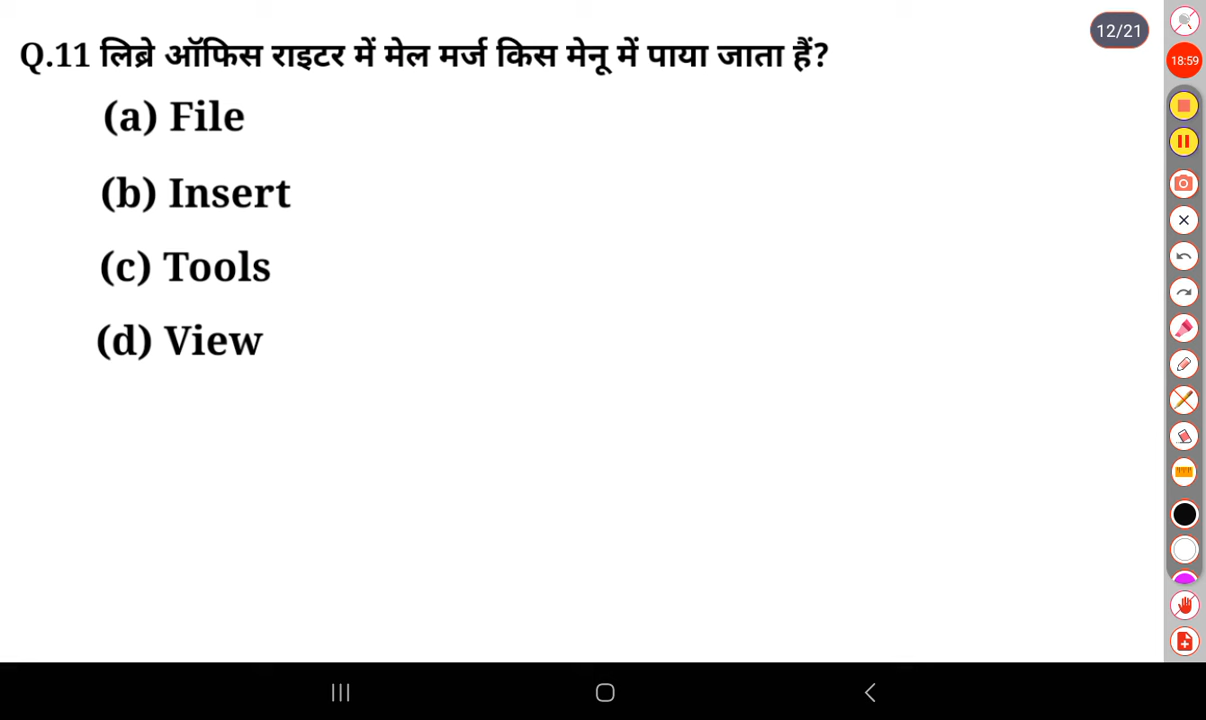 12/21
18:59
Q.11 लिब्रे ऑफिस राइटर में मेल मर्ज किस मेनू में पाया जाता हैं?
(a) File
(b) Insert
(c) Tools
(d) View